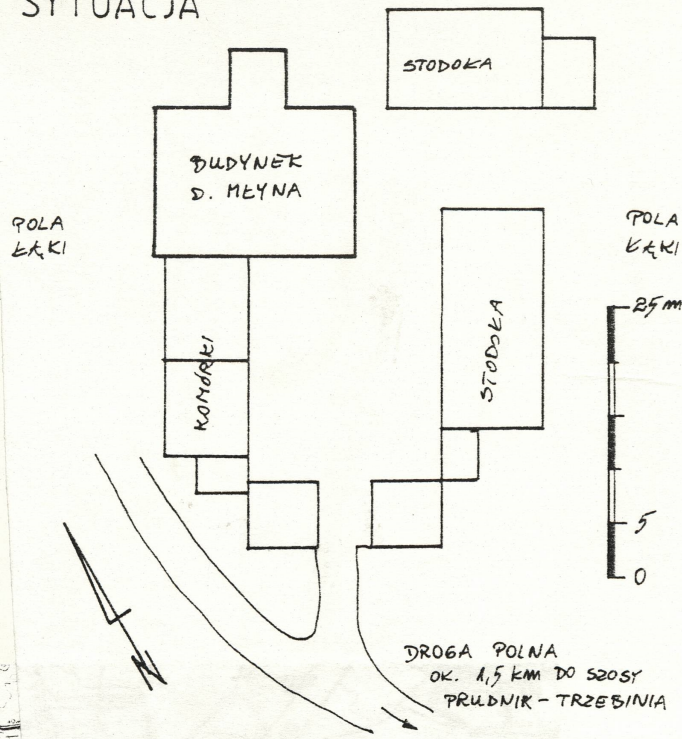 SYTUACJA
STODOŁA
BUDYNEK
D. MŁYNA
POLA
ŁĄKI
POLA
ŁĄKI
25 m
STODOŁA
KOMÓRKI
5
0
N
DROGA POLNA
OK. 1,5 KM DO SZOSY
PRUDNIK - TRZEBINIA